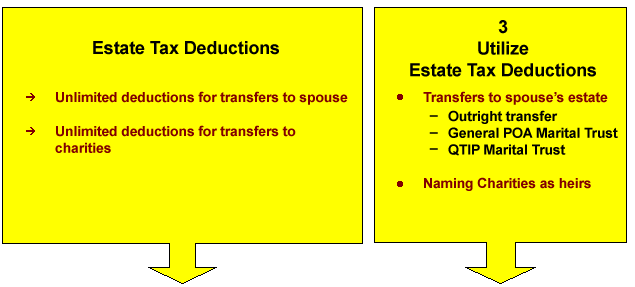 Estate Tax Deductions
→ Unlimited deductions for transfers to spouse
→ Unlimited deductions for transfers to
charities
3
Utilize
Estate Tax Deductions
● Transfers to spouse's estate
– Outright transfer
– General POA Marital Trust
– QTIP Marital Trust
● Naming Charities as heirs